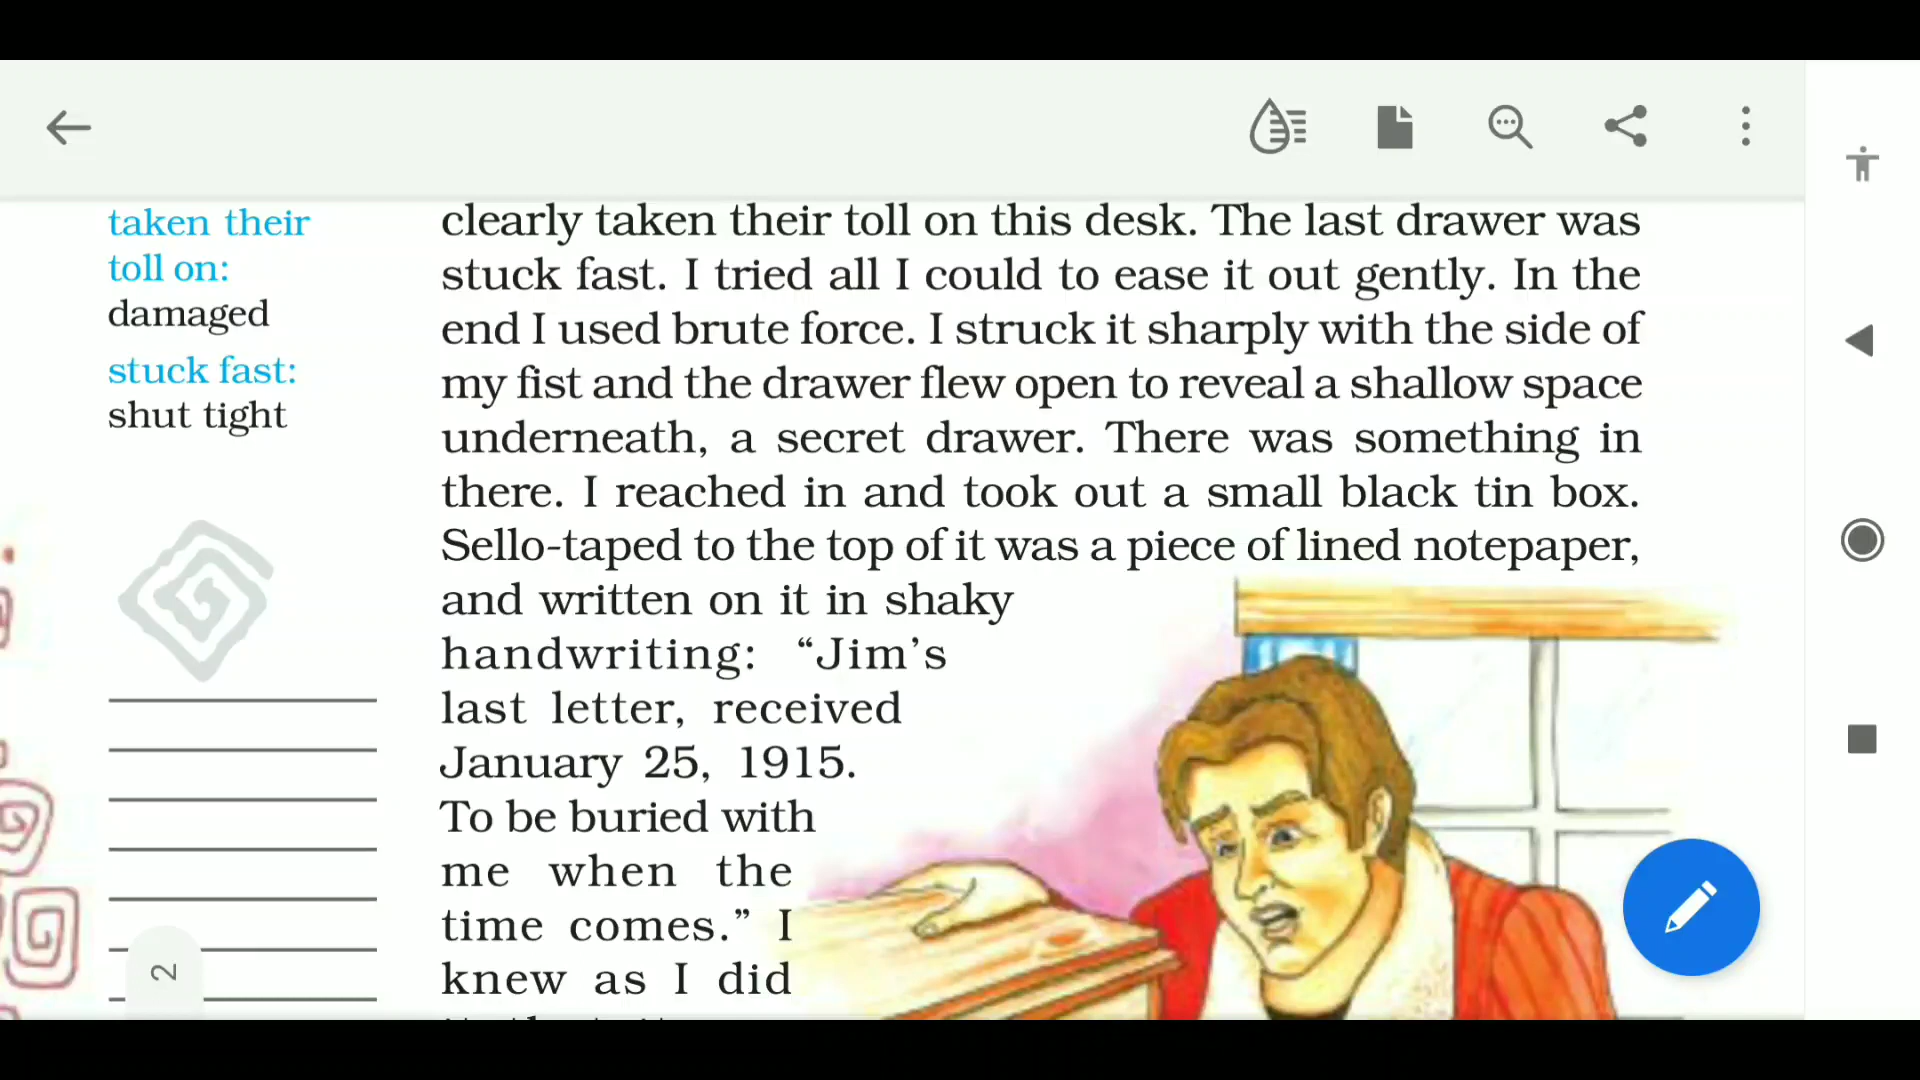 taken their
toll on:
damaged
stuck fast:
shut tight
clearly taken their toll on this desk. The last drawer was
stuck fast. I tried all I could to ease it out gently. In the
end I used brute force. I struck it sharply with the side of
my fist and the drawer flew open to reveal a shallow space
underneath, a secret drawer. There was something in
there. I reached in and took out a small black tin box.
Sello-taped to the top of it was a piece of lined notepaper,
and written on it in shaky
handwriting: “Jim’s
last letter, received
January 25, 1915.
To be buried with
me when the
time comes.” I
knew as I did
2